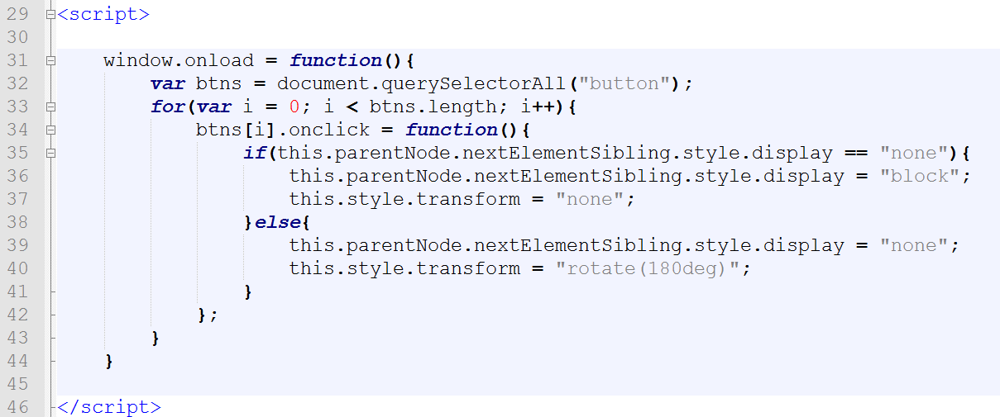 29 <script>
30
31     window.onload = function(){
32         var btns = document.querySelectorAll("button");
33         for(var i = 0; i < btns.length; i++){
34             btns[i].onclick = function(){
35                 if(this.parentNode.nextElementSibling.style.display == "none"){
36                     this.parentNode.nextElementSibling.style.display = "block";
37                     this.style.transform = "none";
38                 }else{
39                     this.parentNode.nextElementSibling.style.display = "none";
40                     this.style.transform = "rotate(180deg)";
41                 }
42             };
43         }
44     }
45
46 </script>